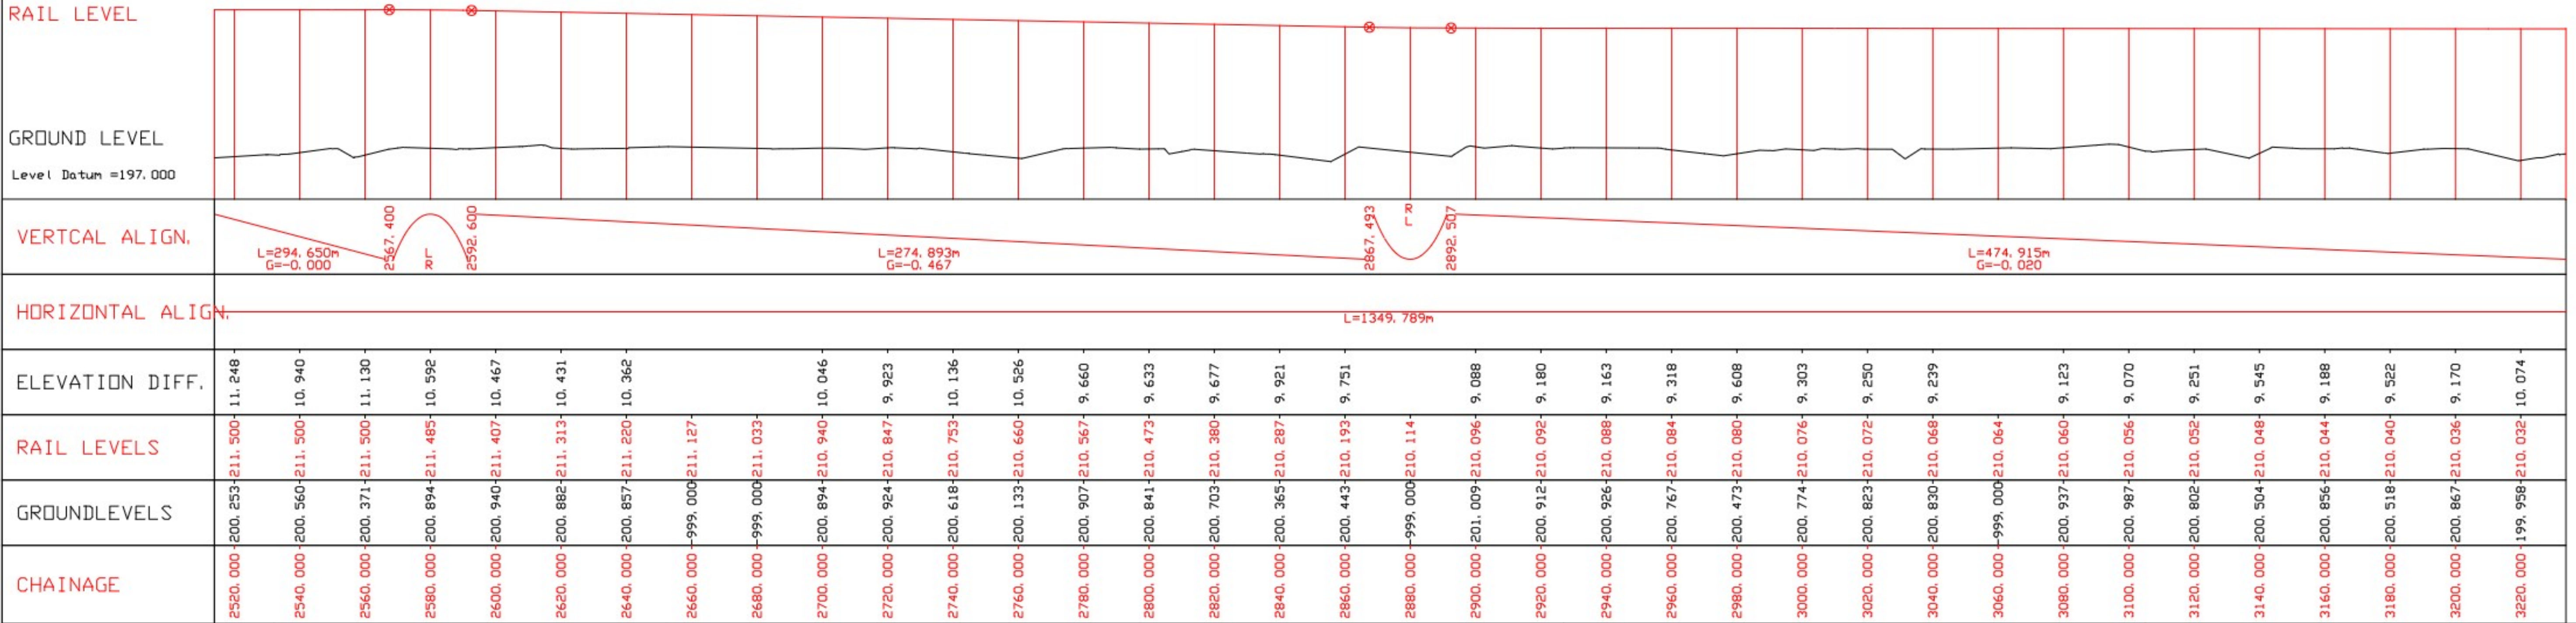 RAIL LEVEL
GROUND LEVEL
Level Datum =197.000
VERTCAL ALIGN.
L=294.650m
G=-0.000
2567.400
L
R
2592.600
L=274.893m
G=-0.467
2867.493
R
L
2892.507
L=474.915m
G=-0.020
HORIZONTAL ALIGN.
L=1349.789m
ELEVATION DIFF. 11.248 10.940 11.130 10.592 10.467 10.431 10.362 10.046 9.923 10.136 10.526 9.660 9.633 9.677 9.921 9.751 9.088 9.180 9.163 9.318 9.608 9.303 9.250 9.239 9.123 9.070 9.251 9.545 9.188 9.522 9.170 10.074
RAIL LEVELS 211.500 211.500 211.500 211.485 211.407 211.313 211.220 211.127 211.033 210.940 210.847 210.753 210.660 210.567 210.473 210.380 210.287 210.193 210.114 210.096 210.092 210.088 210.084 210.080 210.076 210.072 210.068 210.064 210.060 210.056 210.052 210.048 210.044 210.040 210.036 210.032
GROUNDLEVELS 200.253 200.560 200.371 200.894 200.940 200.882 200.857 -999.000 -999.000 200.894 200.924 200.618 200.133 200.907 200.841 200.703 200.365 200.443 -999.000 201.009 200.912 200.926 200.767 200.473 200.774 200.823 200.830 -999.000 200.937 200.987 200.802 200.504 200.856 200.518 200.867 199.958
CHAINAGE 2520.000 2540.000 2560.000 2580.000 2600.000 2620.000 2640.000 2660.000 2680.000 2700.000 2720.000 2740.000 2760.000 2780.000 2800.000 2820.000 2840.000 2860.000 2880.000 2900.000 2920.000 2940.000 2960.000 2980.000 3000.000 3020.000 3040.000 3060.000 3080.000 3100.000 3120.000 3140.000 3160.000 3180.000 3200.000 3220.000